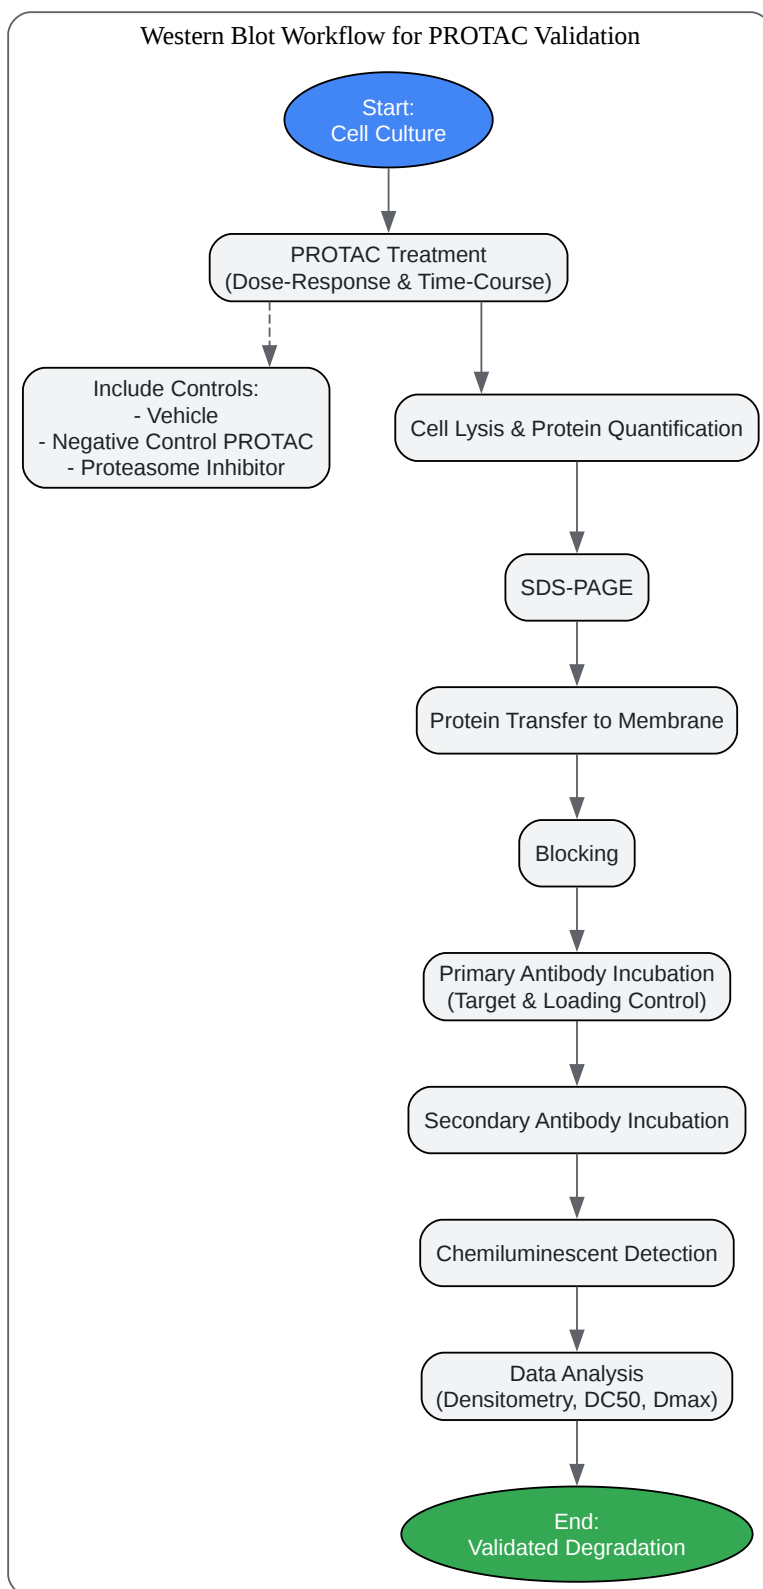 Western Blot Workflow for PROTAC Validation
Start:
Cell Culture
PROTAC Treatment
(Dose-Response & Time-Course)
Include Controls:
- Vehicle
- Negative Control PROTAC
- Proteasome Inhibitor
Cell Lysis & Protein Quantification
SDS-PAGE
Protein Transfer to Membrane
Blocking
Primary Antibody Incubation
(Target & Loading Control)
Secondary Antibody Incubation
Chemiluminescent Detection
Data Analysis
(Densitometry, DC50, Dmax)
End:
Validated Degradation